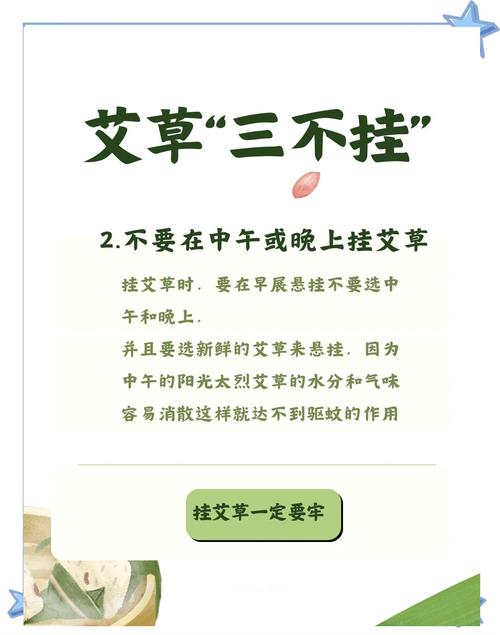 艾草“三不挂”
2.不要在中午或晚上挂艾草
挂艾草时，要在早展悬挂不要选中
午和晚上.
并且要选新鲜的艾草来悬挂，因为
中午的阳光太烈艾草的水分和气味
容易消散这样就达不到驱蚊的作用
挂艾草一定要牢